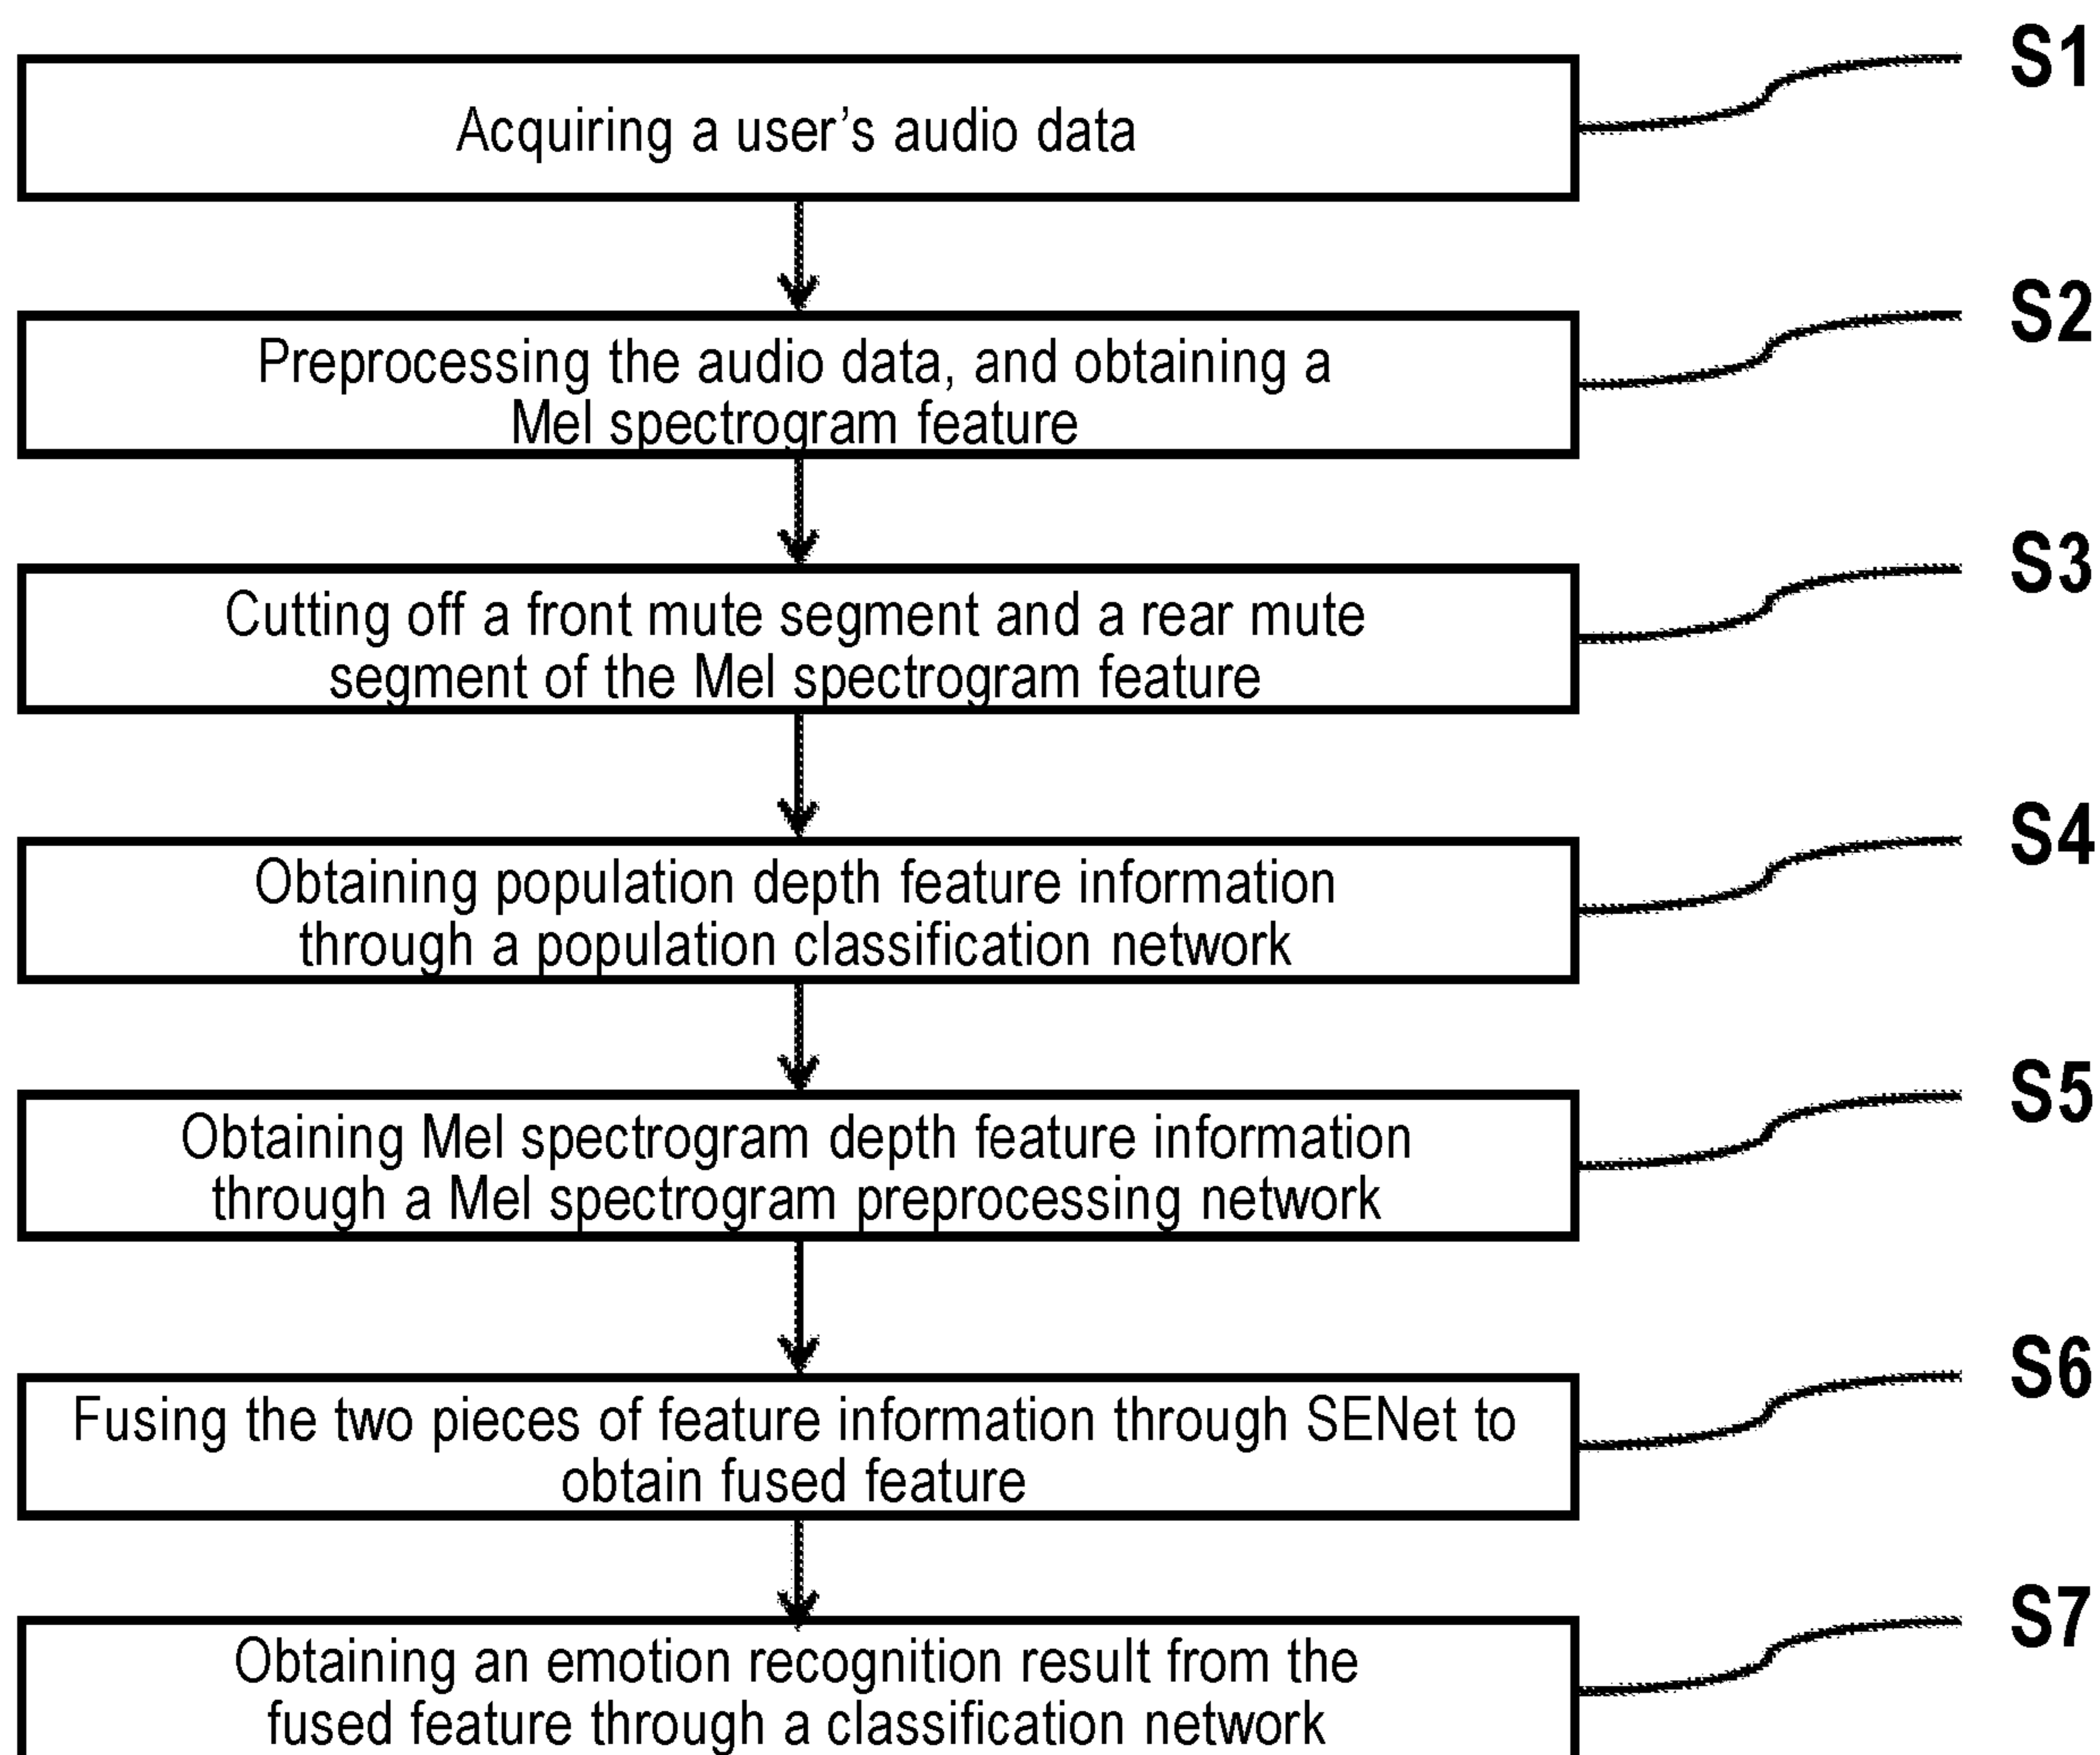 S1
Acquiring a user’s audio data
S2
Preprocessing the audio data, and obtaining a
Mel spectrogram feature
S3
Cutting off a front mute segment and a rear mute
segment of the Mel spectrogram feature
S4
Obtaining population depth feature information
through a population classification network
S5
Obtaining Mel spectrogram depth feature information
through a Mel spectrogram preprocessing network
S6
Fusing the two pieces of feature information through SENet to
obtain fused feature
S7
Obtaining an emotion recognition result from the
fused feature through a classification network